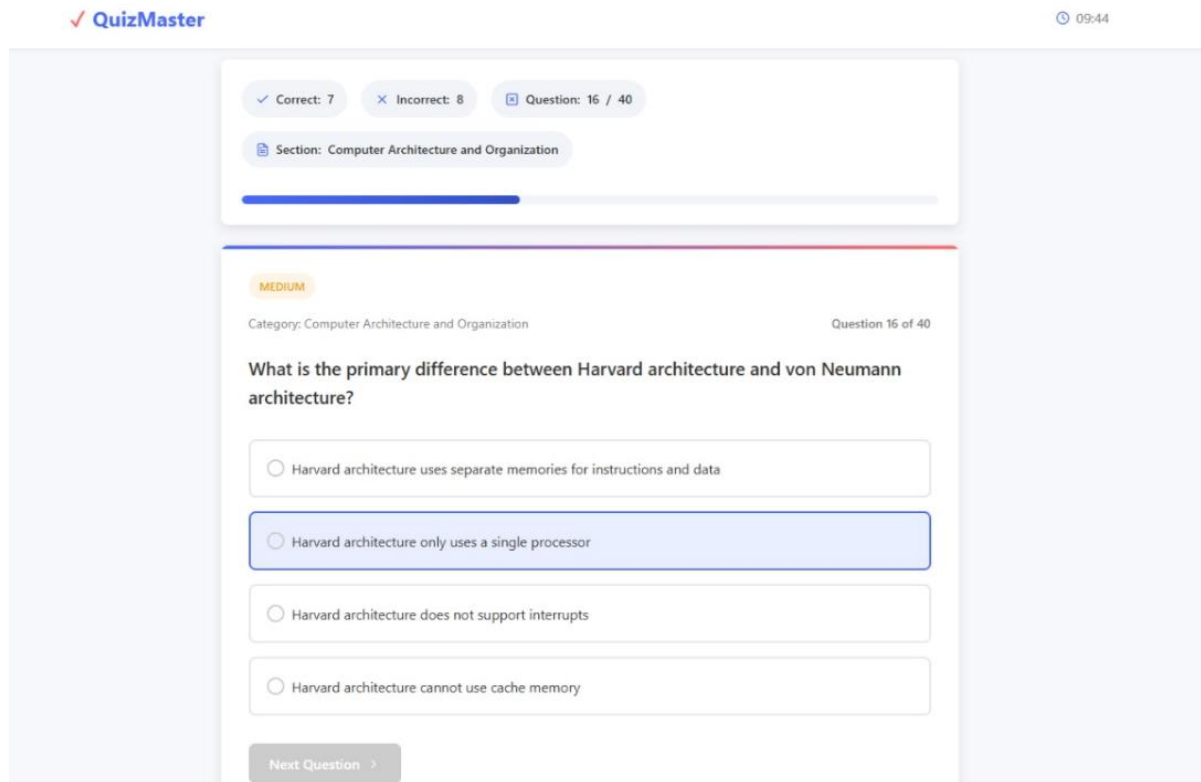 QuizMaster
09:44
Correct: 7
Incorrect: 8
Question: 16 / 40
Section: Computer Architecture and Organization
MEDIUM
Category: Computer Architecture and Organization
Question 16 of 40
What is the primary difference between Harvard architecture and von Neumann
architecture?
Harvard architecture uses separate memories for instructions and data
Harvard architecture only uses a single processor
Harvard architecture does not support interrupts
Harvard architecture cannot use cache memory
Next Question